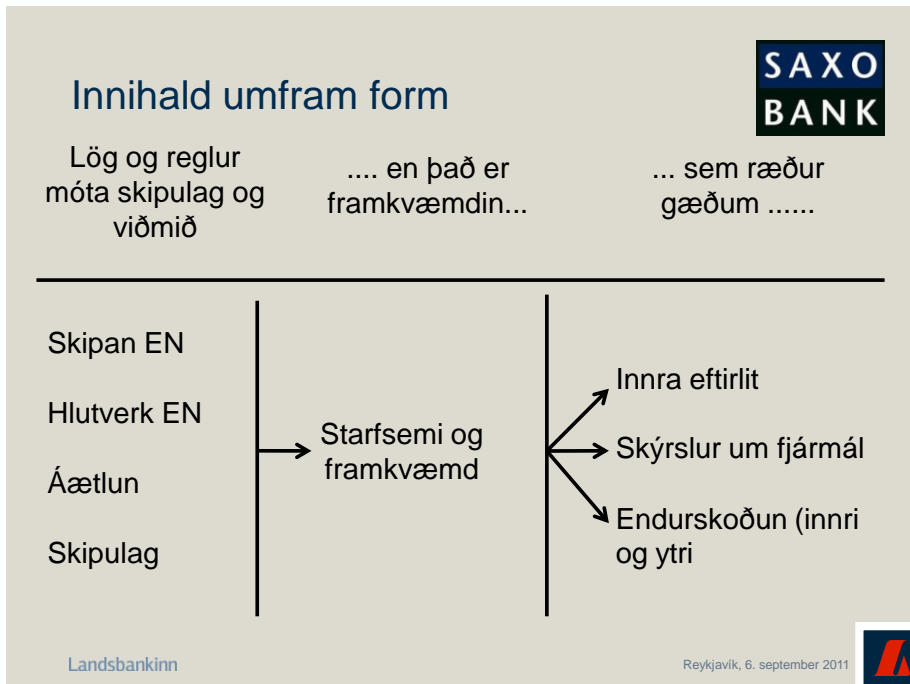 Innihald umfram form
SAXO
BANK
Lög og reglur
móta skipulag og
viðmið
.... en það er
framkvæmdin...
... sem ræður
gæðum ......
Skipan EN
Hlutverk EN
Áætlun
Skipulag
Starfsemi og
framkvæmd
Innra eftirlit
Skýrslur um fjármál
Endurskoðun (innri
og ytri
Landsbankinn
Reykjavík, 6. september 2011